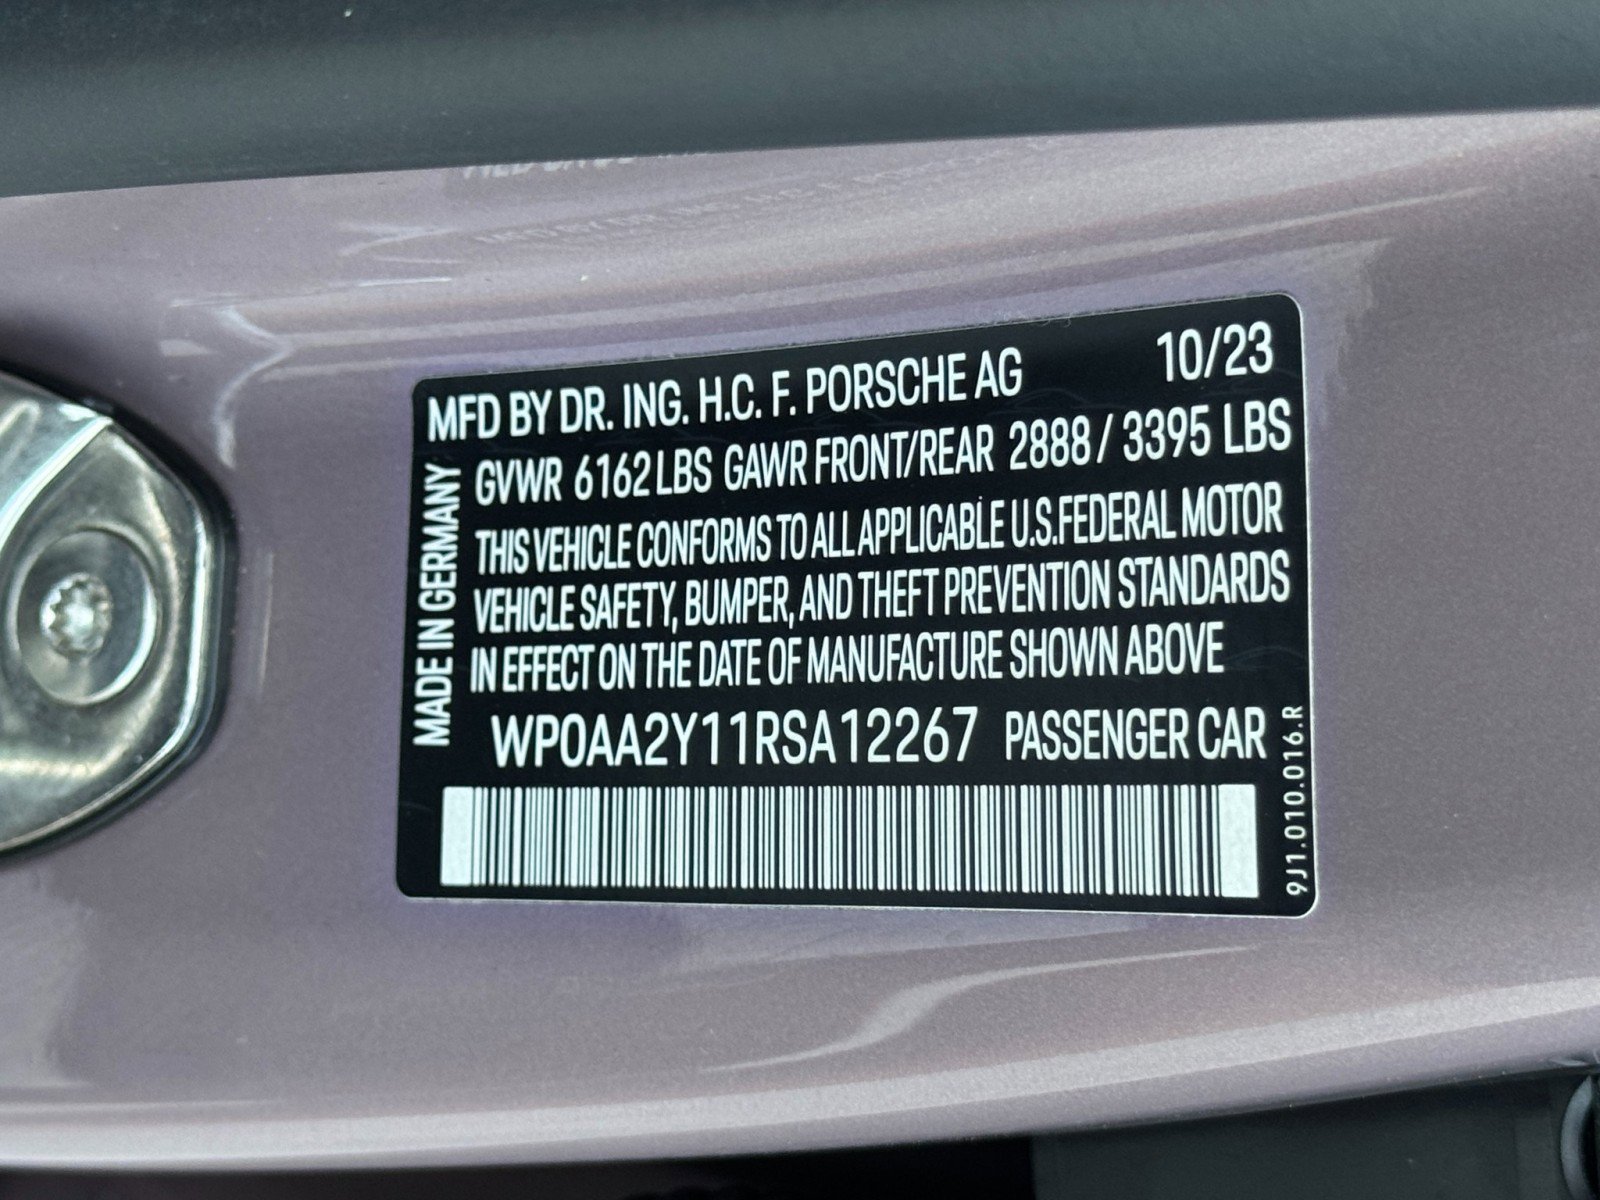 MFD BY DR. ING. H.C. F. PORSCHE AG 10/23
GVWR 6162 LBS GAWR FRONT/REAR 2888 / 3395 LBS
THIS VEHICLE CONFORMS TO ALL APPLICABLE U.S.FEDERAL MOTOR
VEHICLE SAFETY, BUMPER, AND THEFT PREVENTION STANDARDS
IN EFFECT ON THE DATE OF MANUFACTURE SHOWN ABOVE
WP0AA2Y11RSA12267 PASSENGER CAR
MADE IN GERMANY
9J1.010.016.R